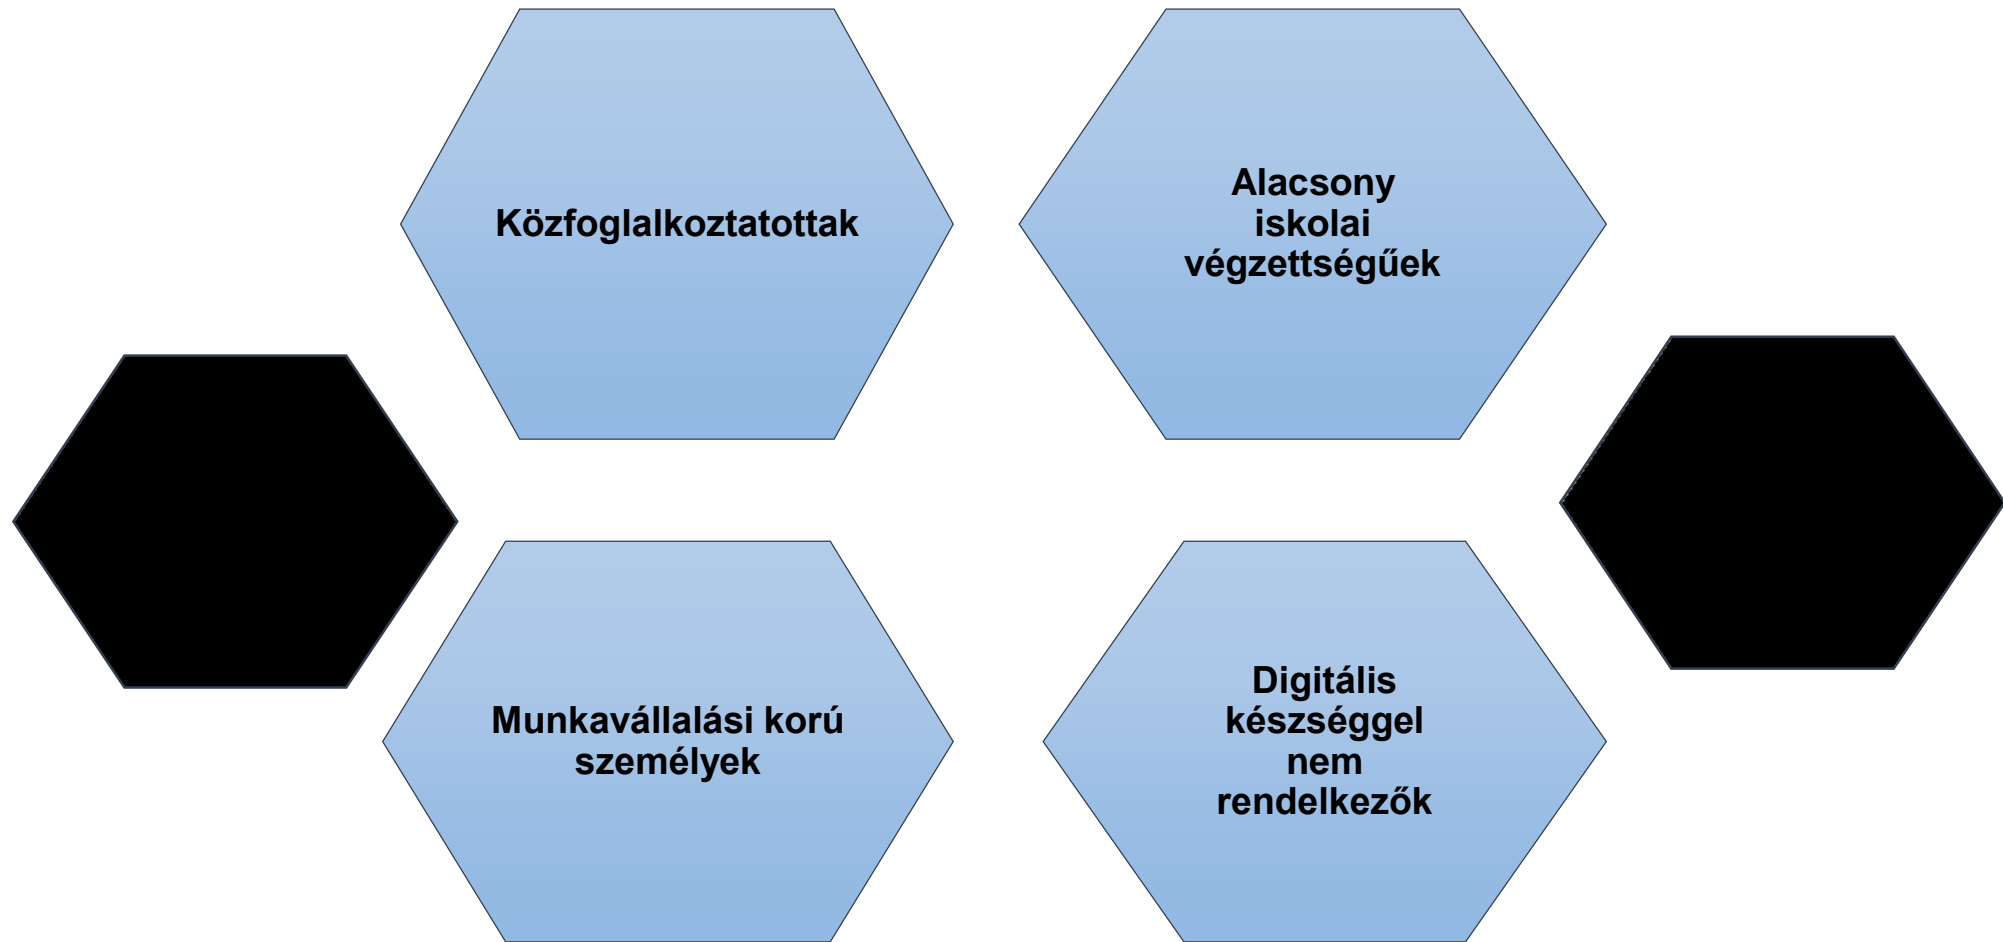 Közfoglalkoztatottak
Alacsony
iskolai
végzettségűek
Munkavállalási korú
személyek
Digitális
készséggel
nem
rendelkezők